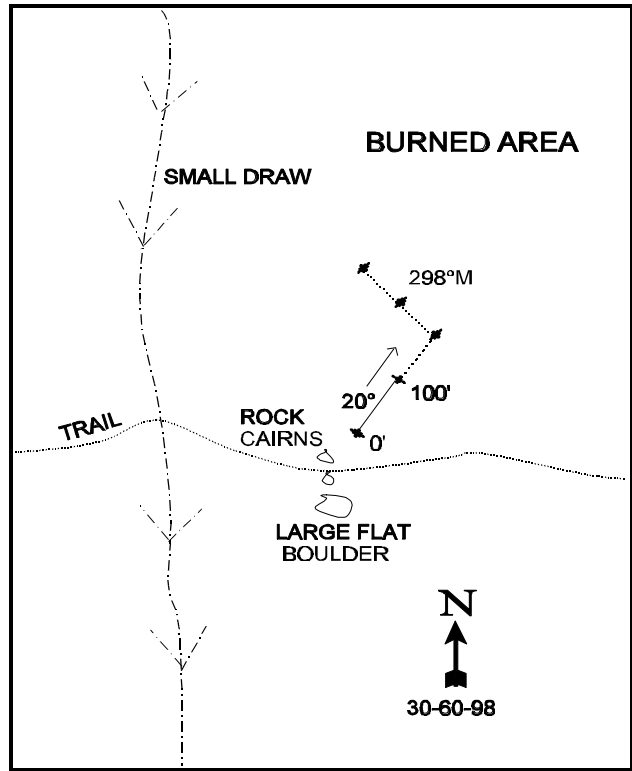 BURNED AREA
SMALL DRAW
298°M
20°
100'
TRAIL
ROCK
CAIRNS
0'
LARGE FLAT
BOULDER
N
30-60-98